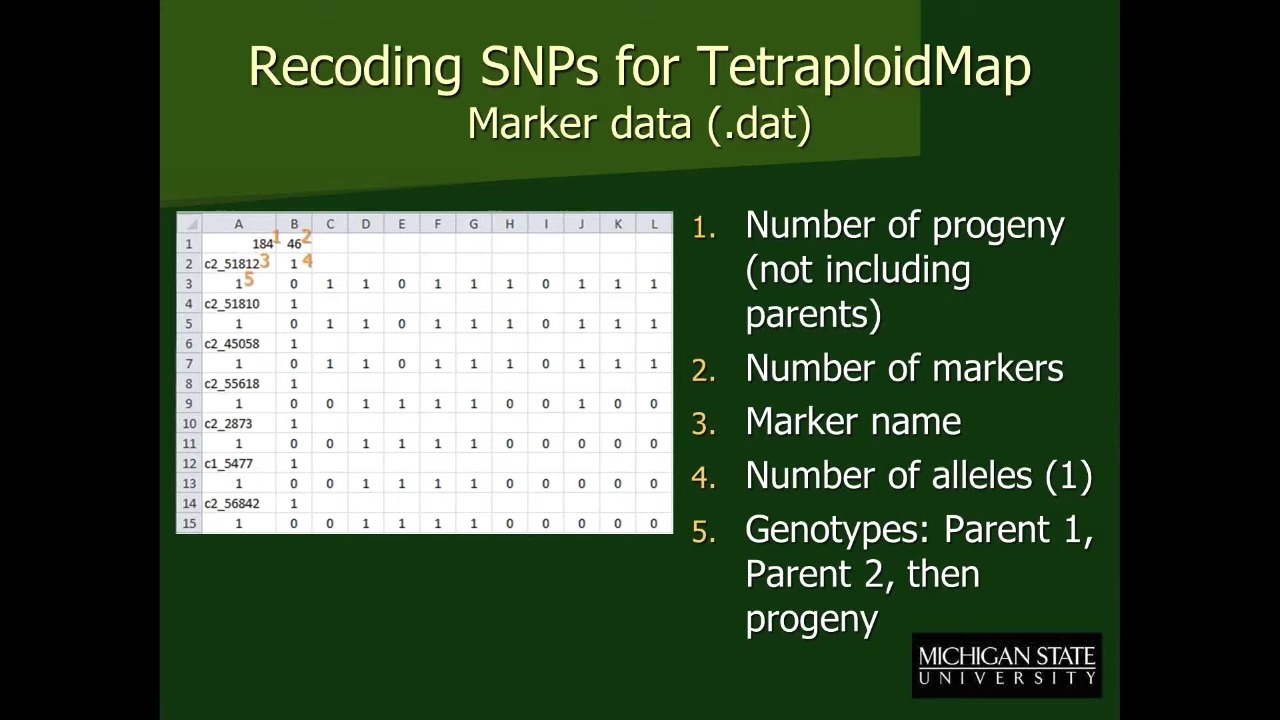 Recoding SNPs for TetraploidMap
Marker data (.dat)
A B C D E F G H I J K L
1 184 1 46 2
2 c2_51812 3 1 4
3 1 5 0 1 1 0 1 1 1 0 1 1 1
4 c2_51810 1
5 1 0 1 1 0 1 1 1 0 1 1 1
6 c2_45058 1
7 1 0 1 1 0 1 1 1 0 1 1 1
8 c2_55618 1
9 1 0 0 1 1 1 1 0 0 1 0 0
10 c2_2873 1
11 1 0 0 1 1 1 1 0 0 0 0 0
12 c1_5477 1
13 1 0 0 1 1 1 1 0 0 0 0 0
14 c2_56842 1
15 1 0 0 1 1 1 1 0 0 0 0 0
1. Number of progeny
(not including
parents)
2. Number of markers
3. Marker name
4. Number of alleles (1)
5. Genotypes: Parent 1,
Parent 2, then
progeny
MICHIGAN STATE
UNIVERSITY